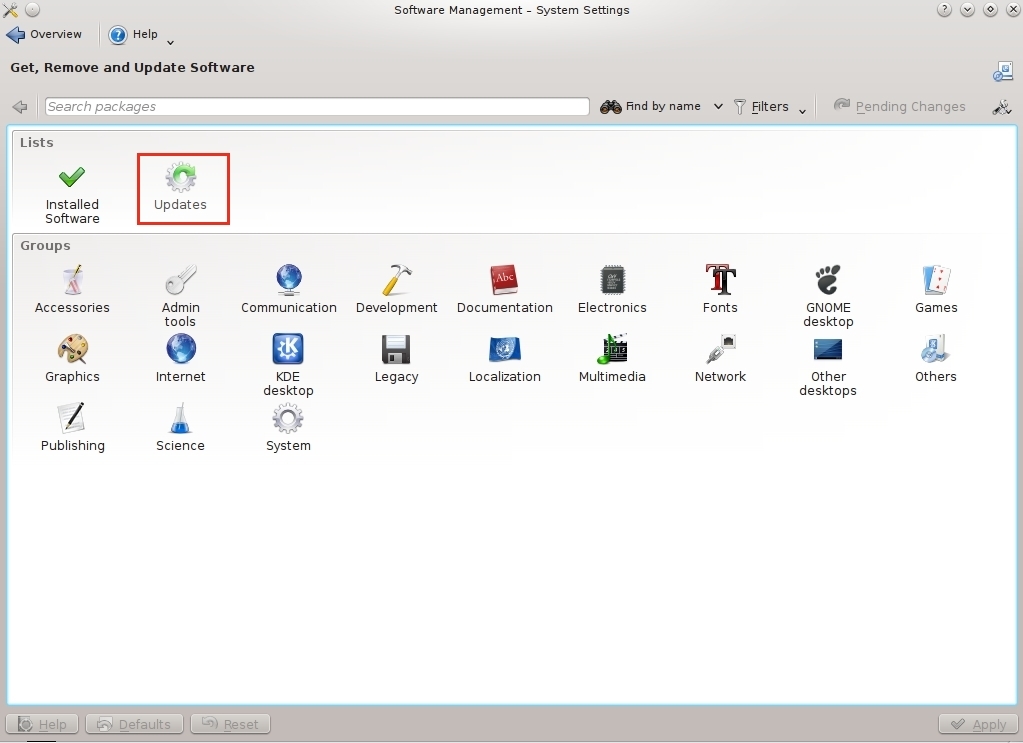 Software Management – System Settings
Overview Help
Get, Remove and Update Software
Search packages Find by name Filters Pending Changes
Lists
Installed
Software
Updates
Groups
Accessories
Admin
tools
Communication
Development
Documentation
Electronics
Fonts
GNOME
desktop
Games
Graphics
Internet
KDE
desktop
Legacy
Localization
Multimedia
Network
Other
desktops
Others
Publishing
Science
System
Help Defaults Reset Apply